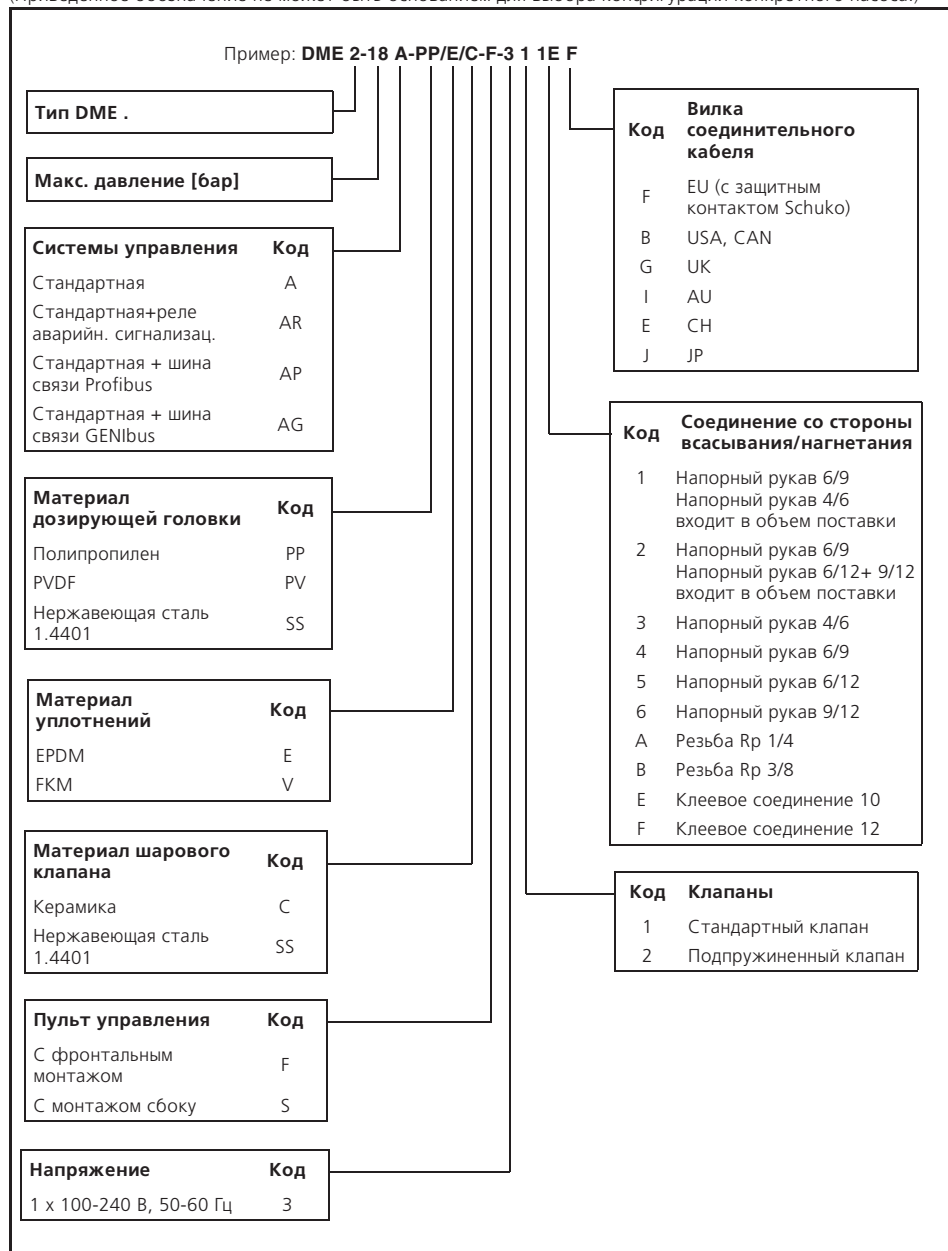 Пример: DME 2-18 A-PP/E/C-F-3 1 1E F
Тип DME .
Макс. давление [бар]
Системы управления Код
Стандартная A
Стандартная+реле
аварийн. сигнализац. AR
Стандартная + шина
связи Profibus AP
Стандартная + шина
связи GENIbus AG
Материал
дозирующей головки Код
Полипропилен PP
PVDF PV
Нержавеющая сталь
1.4401 SS
Материал
уплотнений Код
EPDM E
FKM V
Материал шарового
клапана Код
Керамика C
Нержавеющая сталь
1.4401 SS
Пульт управления Код
С фронтальным
монтажом F
С монтажом сбоку S
Напряжение Код
1 x 100-240 В, 50-60 Гц 3
Код Вилка
соединительного
кабеля
F EU (с защитным
контактом Schuko)
B USA, CAN
G UK
I AU
E CH
J JP
Код Соединение со стороны
всасывания/нагнетания
1 Напорный рукав 6/9
Напорный рукав 4/6
входит в объем поставки
2 Напорный рукав 6/9
Напорный рукав 6/12+ 9/12
входит в объем поставки
3 Напорный рукав 4/6
4 Напорный рукав 6/9
5 Напорный рукав 6/12
6 Напорный рукав 9/12
A Резьба Rp 1/4
B Резьба Rp 3/8
E Клеевое соединение 10
F Клеевое соединение 12
Код Клапаны
1 Стандартный клапан
2 Подпружиненный клапан